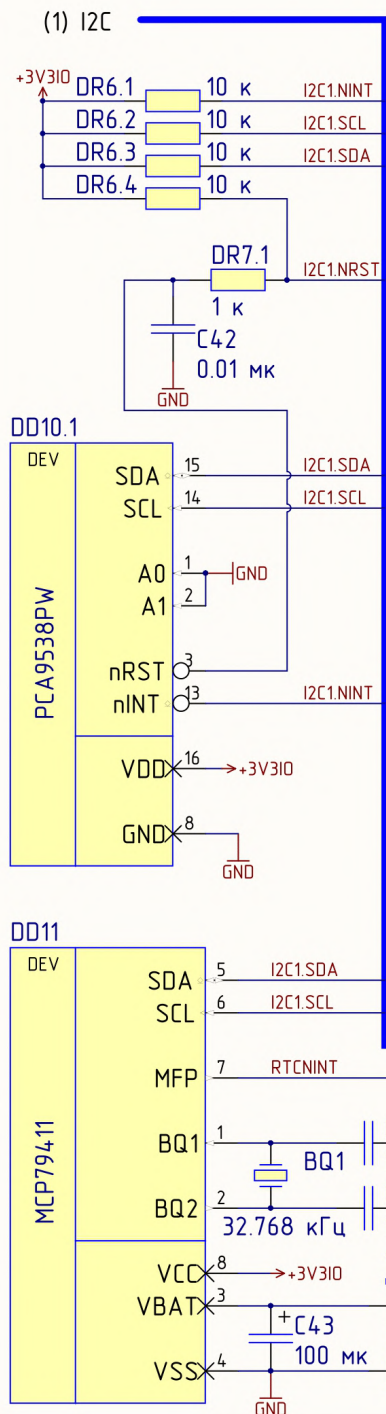 (1) I2C
+3V3IO
DR6.1 10 к I2C1.NINT
DR6.2 10 к I2C1.SCL
DR6.3 10 к I2C1.SDA
DR6.4 10 к
DR7.1 I2C1.NRST
1 к
C42
0.01 мк
GND
DD10.1
DEV
PCA9538PW
SDA 15 I2C1.SDA
SCL 14 I2C1.SCL
A0 1 GND
A1 2
nRST 3
nINT 13 I2C1.NINT
VDD 16 +3V3IO
GND 8
GND
DD11
DEV
MCP79411
SDA 5 I2C1.SDA
SCL 6 I2C1.SCL
MFP 7 RTCNINT
BQ1 1 BQ1
BQ2 2
32.768 кГц
VCC 8 +3V3IO
VBAT 3
+ C43
100 мк
VSS 4
GND